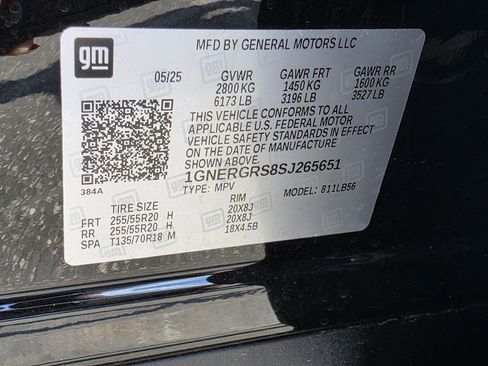 gm
MFD BY GENERAL MOTORS LLC
05/25 GVWR GAWR FRT GAWR RR
2800 KG 1450 KG 1600 KG
6173 LB 3196 LB 3527 LB
THIS VEHICLE CONFORMS TO ALL
APPLICABLE U.S. FEDERAL MOTOR
VEHICLE SAFETY STANDARDS IN EFFECT
ON THE DATE OF MANUFACTURE
SHOWN ABOVE.
1GNERGRS8SJ265651
384A
TYPE: MPV MODEL: 811LB56
TIRE SIZE RIM
FRT 255/55R20 H 20X8J
RR 255/55R20 H 20X8J
SPA T135/70R18 M 18X4.5B